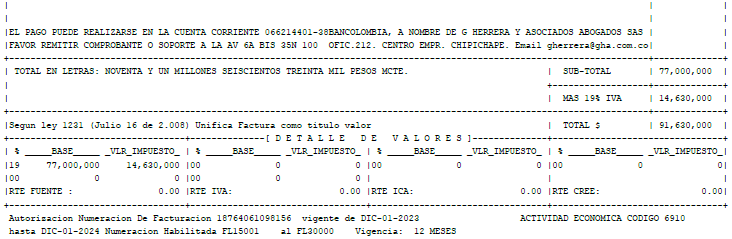 EL PAGO PUEDE REALIZARSE EN LA CUENTA CORRIENTE 066214401-38BANCOLOMBIA, A NOMBRE DE G HERRERA Y ASOCIADOS ABOGADOS SAS
FAVOR REMITIR COMPROBANTE O SOPORTE A LA AV 6A BIS 35N 100 OFIC.212. CENTRO EMPR. CHIPICHAPE. Email gherrera@gha.com.co
TOTAL EN LETRAS: NOVENTA Y UN MILLONES SEISCIENTOS TREINTA MIL PESOS MCTE. | SUB-TOTAL | 77,000,000
MAS 19% IVA | 14,630,000
Segun ley 1231 (Julio 16 de 2.008) Unifica Factura como titulo valor | TOTAL $ | 91,630,000
[ D E T A L L E   D E   V A L O R E S ]
| % _____BASE_____ _VLR_IMPUESTO_ | % _____BASE_____ _VLR_IMPUESTO_ | % _____BASE_____ _VLR_IMPUESTO_ | % _____BASE_____ _VLR_IMPUESTO_|
|19 77,000,000 14,630,000 |00 0 0 |00 0 0 |00 0 0|
|00 0 0 |00 0 0 |00 0 0 |00 0 0|
|RTE FUENTE : 0.00 |RTE IVA: 0.00 |RTE ICA: 0.00 |RTE CREE: 0.00|
Autorizacion Numeracion De Facturacion 18764061098156 vigente de DIC-01-2023 ACTIVIDAD ECONOMICA CODIGO 6910
hasta DIC-01-2024 Numeracion Habilitada FL15001 al FL30000 Vigencia: 12 MESES